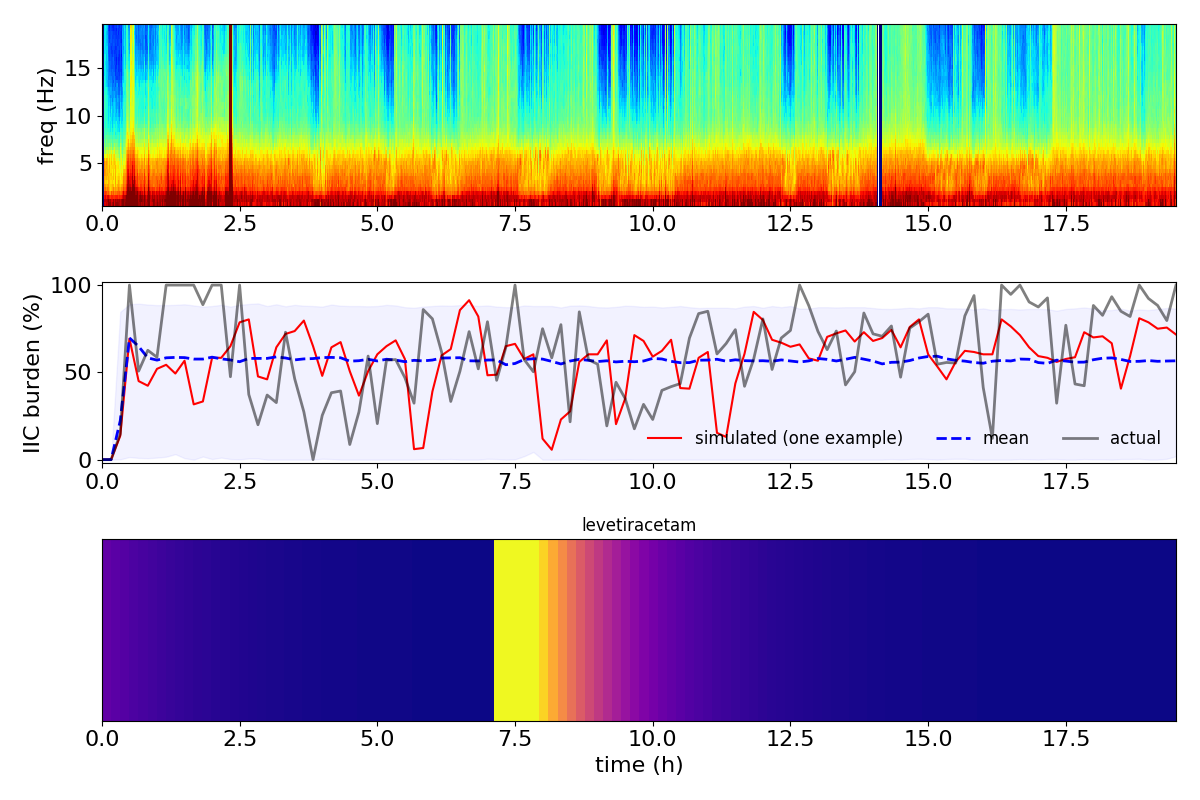 freq (Hz)
15
10
5
0.0 2.5 5.0 7.5 10.0 12.5 15.0 17.5
IIC burden (%)
100
50
0
simulated (one example) mean actual
0.0 2.5 5.0 7.5 10.0 12.5 15.0 17.5
levetiracetam
0.0 2.5 5.0 7.5 10.0 12.5 15.0 17.5
time (h)